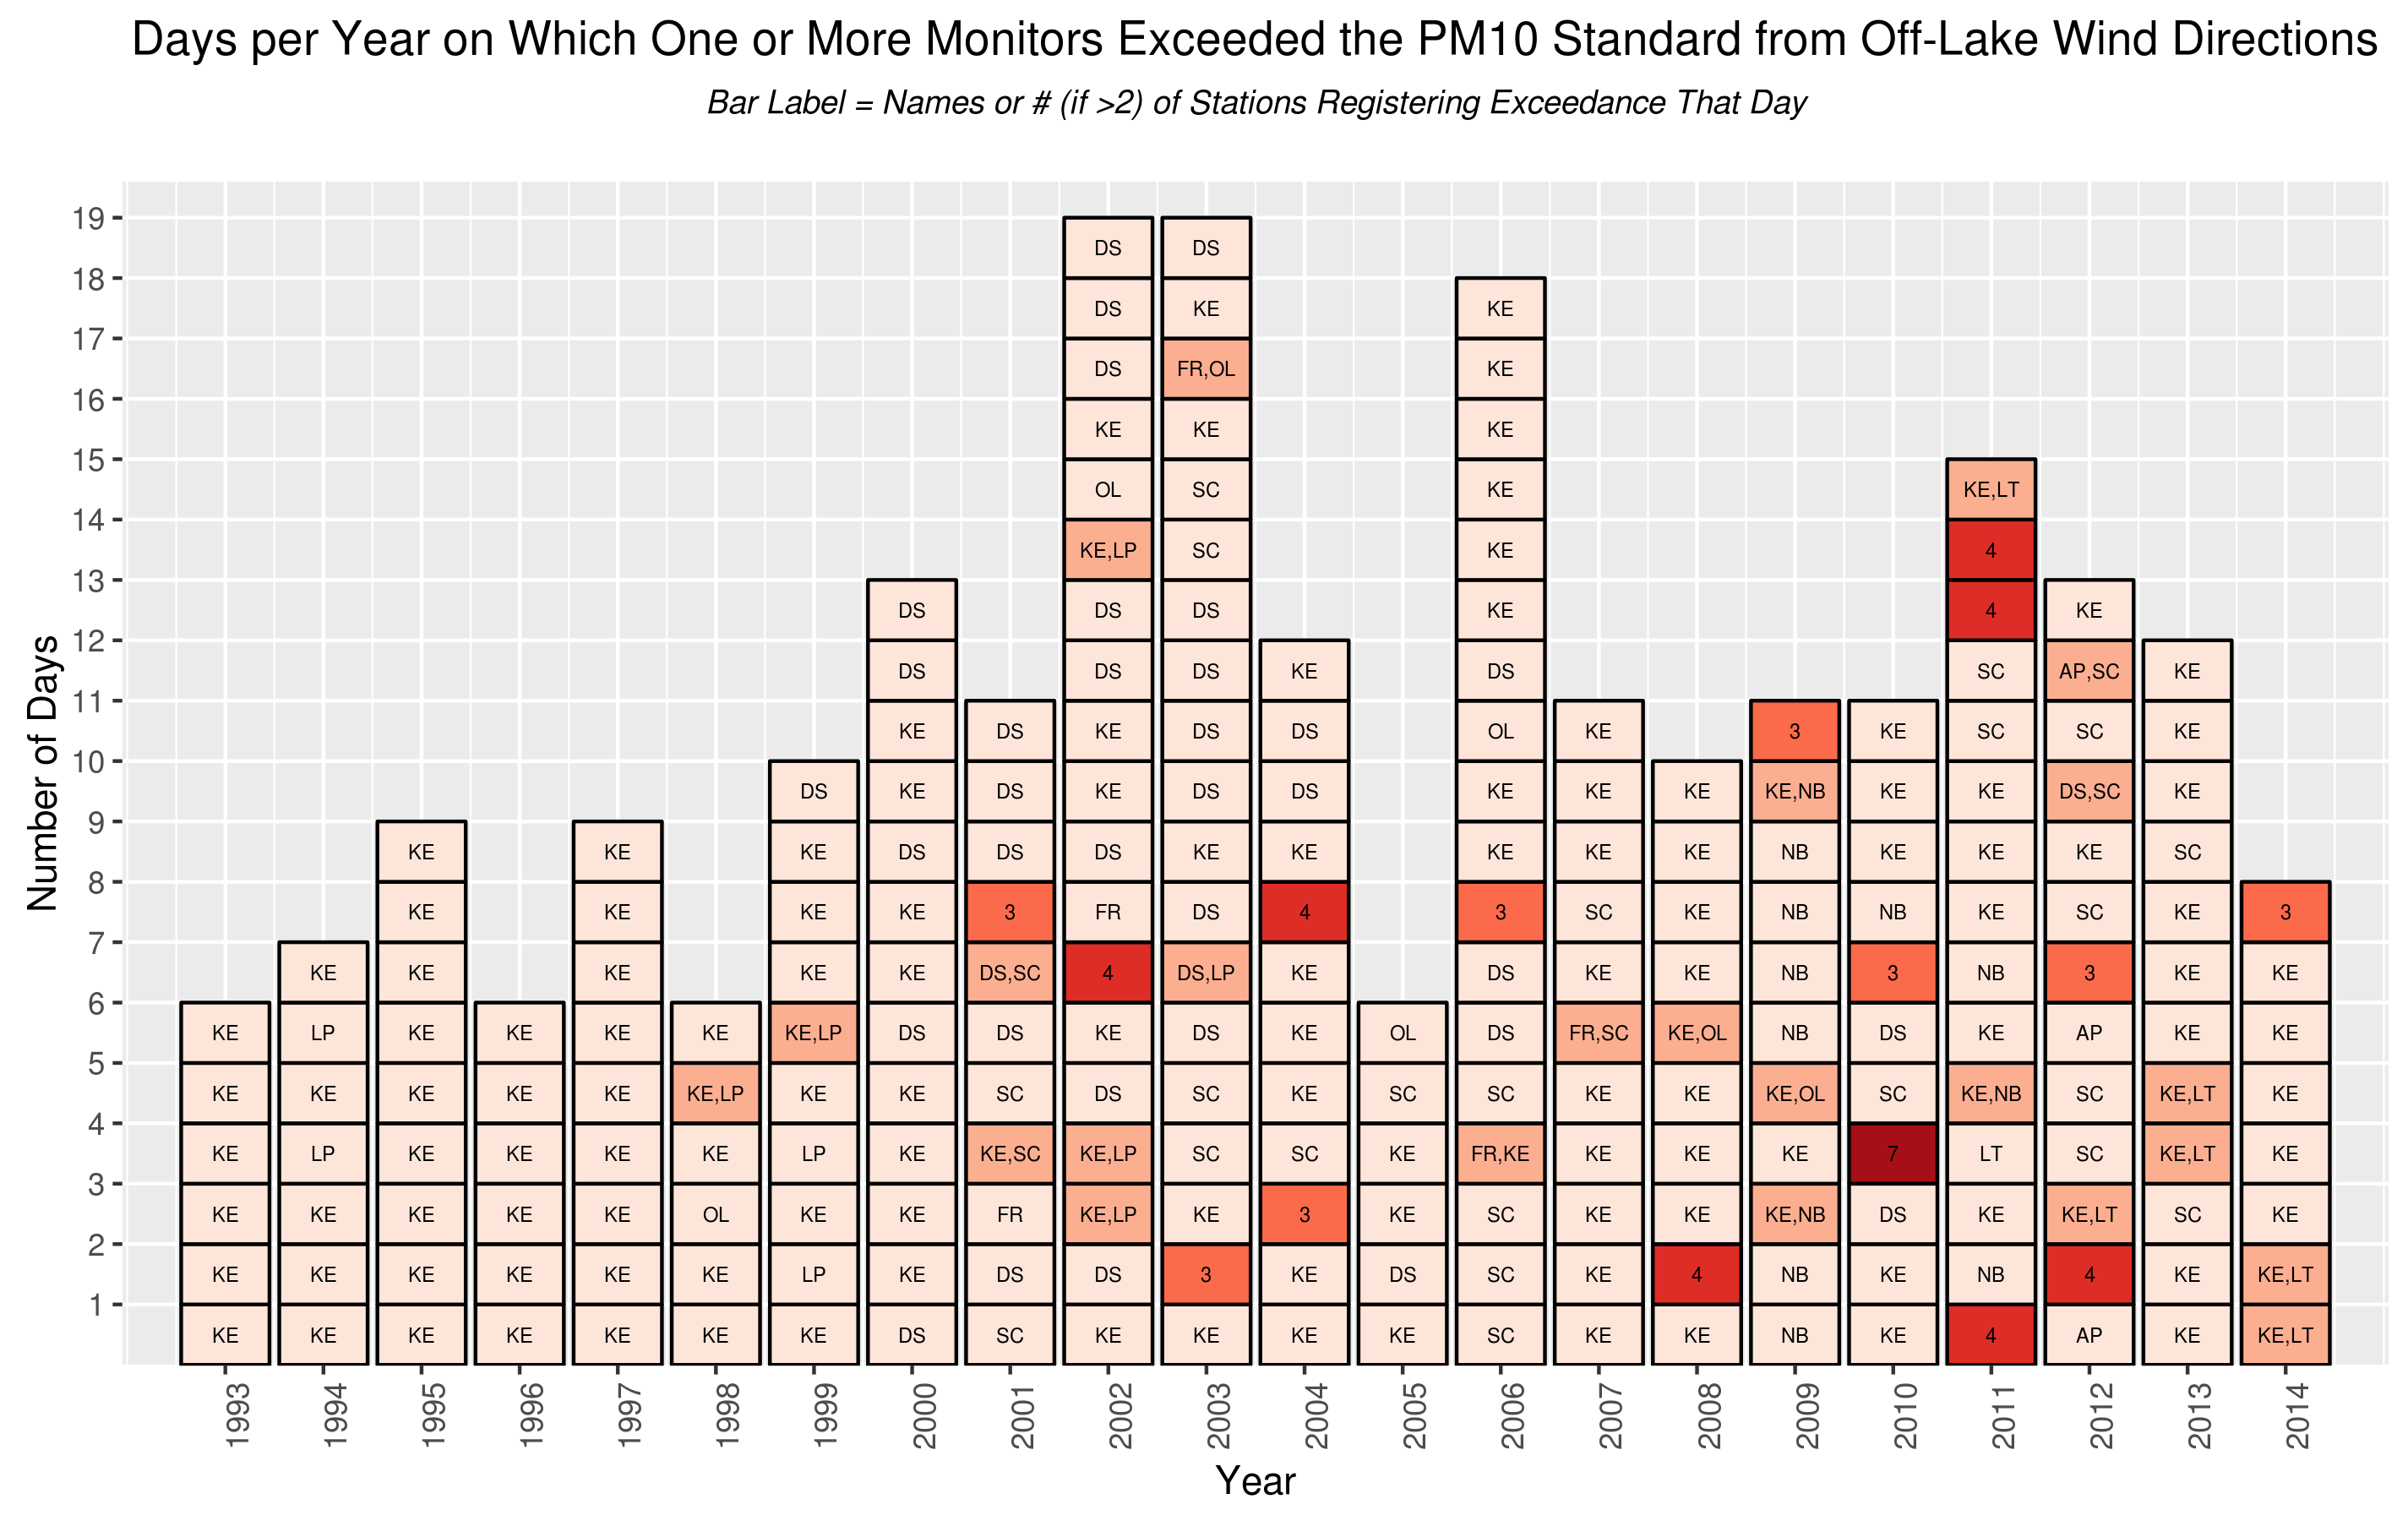 Days per Year on Which One or More Monitors Exceeded the PM10 Standard from Off-Lake Wind Directions
Bar Label = Names or # (if >2) of Stations Registering Exceedance That Day
Number of Days
19 DS DS
18 DS KE KE
17 DS FR,OL KE
16 KE KE KE
15 OL SC KE KE,LT
14 KE,LP SC KE 4
13 DS DS DS KE 4 KE
12 DS DS DS KE DS SC AP,SC KE
11 KE DS KE DS DS OL KE 3 KE SC SC KE
10 DS KE DS KE DS DS KE KE KE KE,NB KE KE DS,SC KE
9 KE KE KE DS DS DS KE KE KE KE KE NB KE KE KE SC
8 KE KE KE KE 3 FR DS 4 3 SC KE NB NB KE SC KE 3
7 KE KE KE KE KE DS,SC 4 DS,LP KE DS KE KE NB 3 NB 3 KE KE
6 KE LP KE KE KE KE KE,LP DS DS KE DS KE OL DS FR,SC KE,OL NB DS KE AP KE KE
5 KE KE KE KE KE KE,LP KE KE SC DS SC KE SC SC KE KE KE,OL SC KE,NB SC KE,LT KE
4 KE LP KE KE KE KE LP KE KE,SC KE,LP SC SC KE FR,KE KE KE KE 7 LT SC KE,LT KE
3 KE KE KE KE KE OL KE KE FR KE,LP KE 3 KE SC KE KE KE,NB DS KE KE,LT SC KE
2 KE KE KE KE KE KE LP KE DS DS 3 KE DS SC KE 4 NB KE NB 4 KE KE,LT
1 KE KE KE KE KE KE KE DS SC KE KE KE KE SC KE KE NB KE 4 AP KE KE,LT
1993 1994 1995 1996 1997 1998 1999 2000 2001 2002 2003 2004 2005 2006 2007 2008 2009 2010 2011 2012 2013 2014
Year